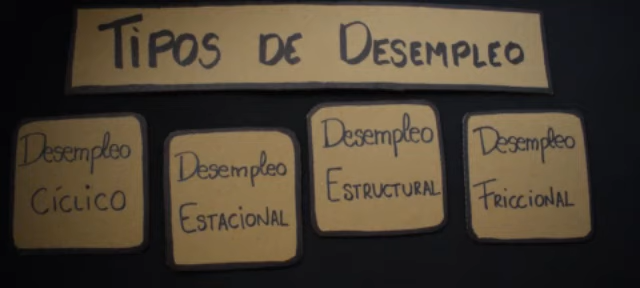 TIPOS DE DESEMPLEO
Desempleo
CÍCLICO
Desempleo
ESTACIONAL
Desempleo
ESTRUCTURAL
Desempleo
FRICCIONAL